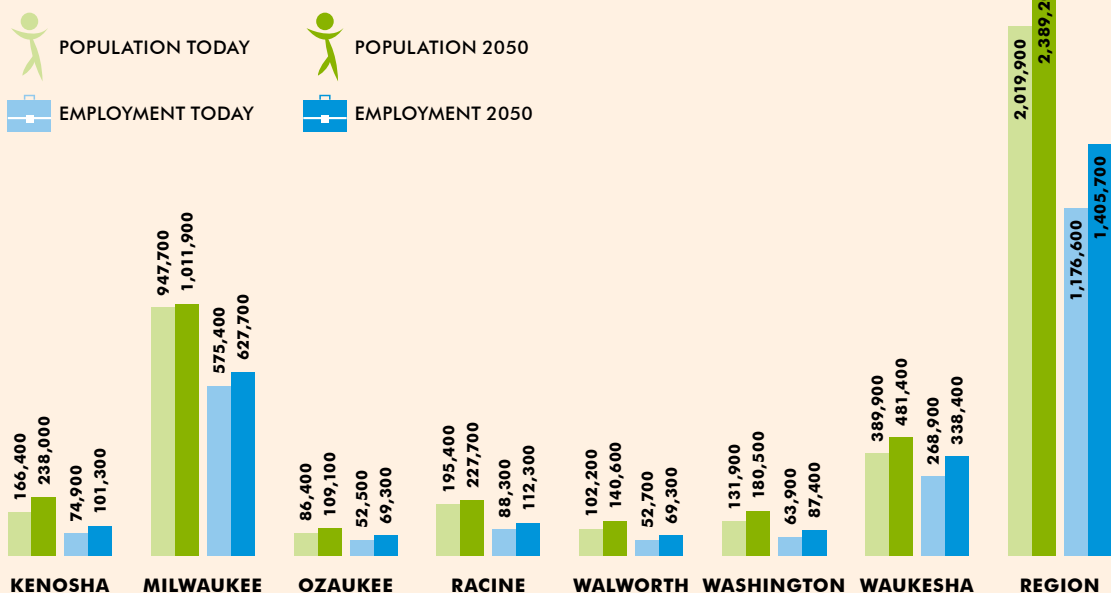 POPULATION TODAY
POPULATION 2050
EMPLOYMENT TODAY
EMPLOYMENT 2050
166,400
238,000
74,900
101,300
947,700
1,011,900
575,400
627,700
86,400
109,100
52,500
69,300
195,400
227,700
88,300
112,300
102,200
140,600
52,700
69,300
131,900
180,500
63,900
87,400
389,900
481,400
268,900
338,400
2,019,900
1,176,600
1,405,700
KENOSHA
MILWAUKEE
OZAUKEE
RACINE
WALWORTH
WASHINGTON
WAUKESHA
REGION